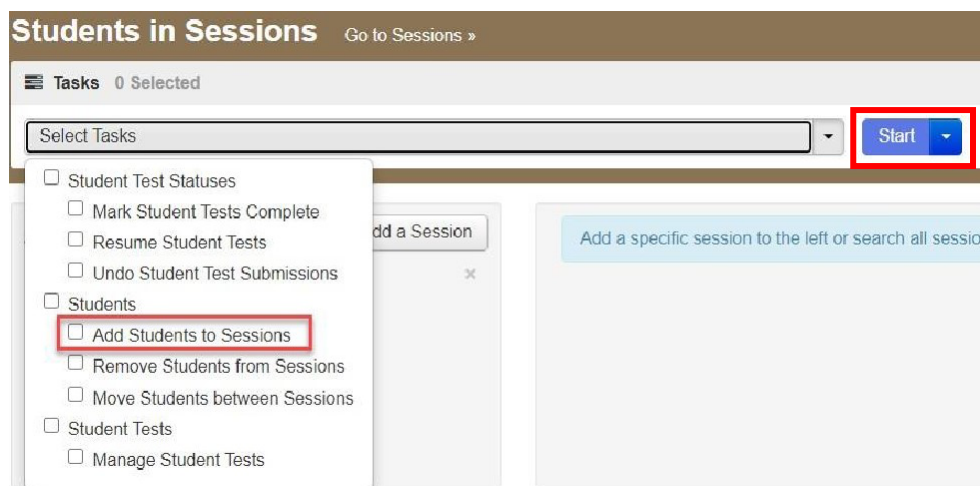 Students in Sessions Go to Sessions »
Tasks 0 Selected
Select Tasks
Start
Student Test Statuses
Mark Student Tests Complete
Resume Student Tests
Undo Student Test Submissions
Students
Add Students to Sessions
Remove Students from Sessions
Move Students between Sessions
Student Tests
Manage Student Tests
dd a Session
×
Add a specific session to the left or search all sessio